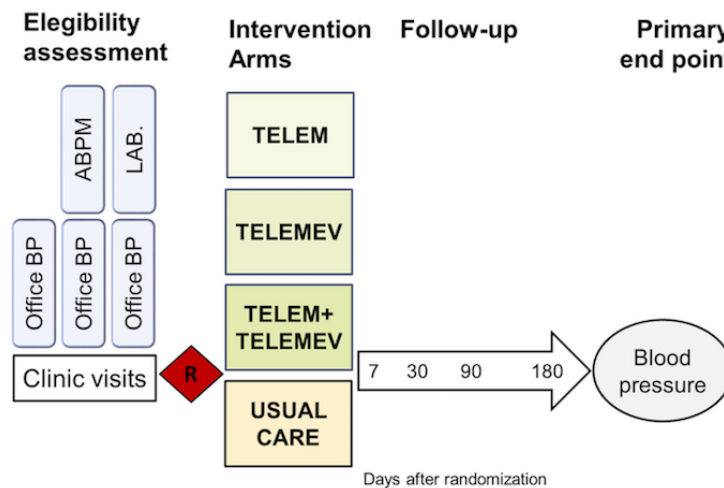 Elegibility
assessment
Intervention
Arms
Follow-up
Primary
end point
ABPM
LAB.
Office BP
Office BP
Office BP
Clinic visits
R
TELEM
TELEMEV
TELEM+
TELEMEV
USUAL
CARE
7 30 90 180
Days after randomization
Blood
pressure